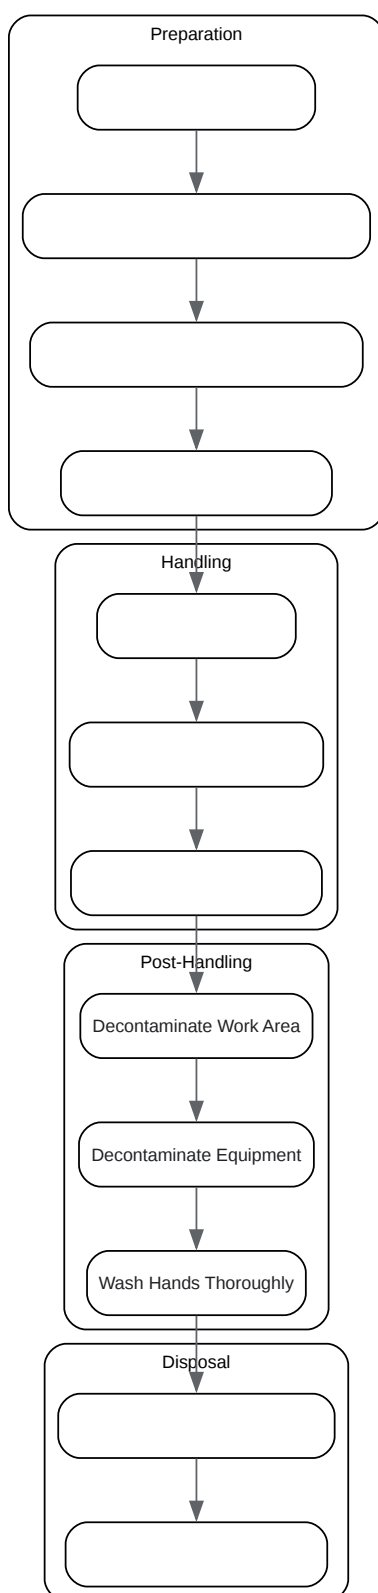 Preparation
Handling
Post-Handling
Decontaminate Work Area
Decontaminate Equipment
Wash Hands Thoroughly
Disposal